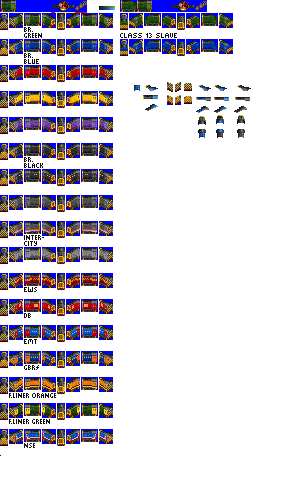 BR.
GREEN
CLASS 13 SLAVE
BR.
BLUE
BR.
BLACK
INTER-
CITY
EWS
DB
EMT
GBRF
F.LINER ORANGE
F.LINER GREEN
NSE